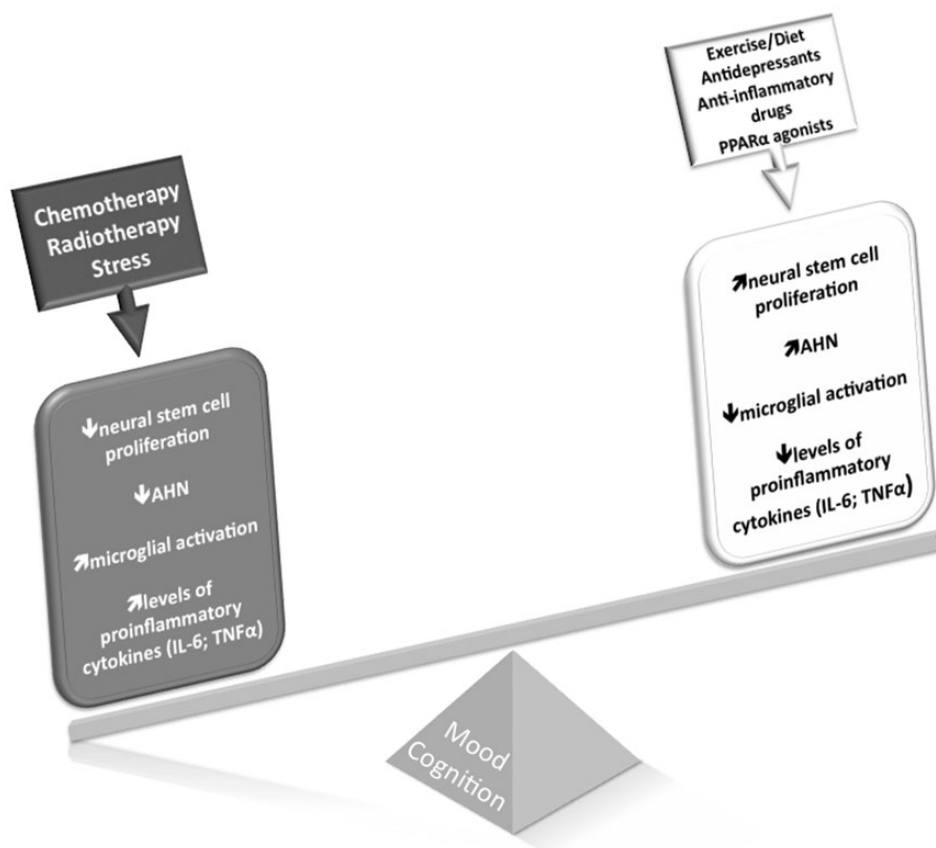 Chemotherapy
Radiotherapy
Stress
↓neural stem cell
proliferation
↓AHN
↗microglial activation
↗levels of
proinflammatory
cytokines (IL-6; TNFα)
Exercise/Diet
Antidepressants
Anti-inflammatory
drugs
PPARα agonists
↗neural stem cell
proliferation
↗AHN
↓microglial activation
↓levels of
proinflammatory
cytokines (IL-6; TNFα)
Mood
Cognition